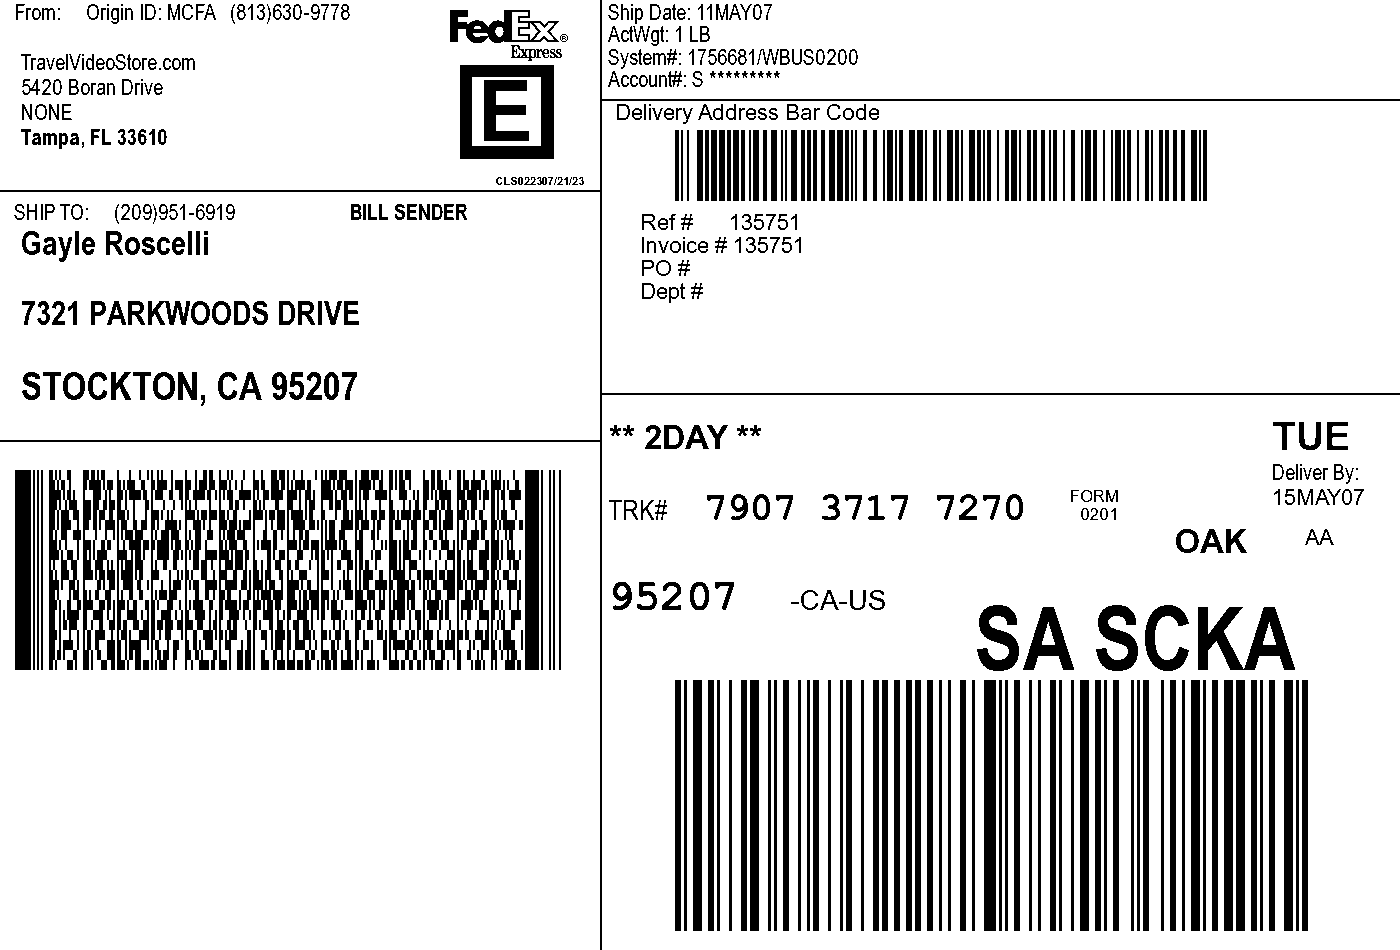 From: Origin ID: MCFA (813)630-9778
TravelVideoStore.com
5420 Boran Drive
NONE
Tampa, FL 33610
FedEx®
Express
E
CLS022307/21/23
SHIP TO: (209)951-6919 BILL SENDER
Gayle Roscelli
7321 PARKWOODS DRIVE
STOCKTON, CA 95207
Ship Date: 11MAY07
ActWgt: 1 LB
System#: 1756681/WBUS0200
Account#: S *********
Delivery Address Bar Code
Ref # 135751
Invoice # 135751
PO #
Dept #
** 2DAY **
TUE
Deliver By:
15MAY07
TRK# 7907 3717 7270 FORM
0201
OAK AA
95207 -CA-US
SA SCKA